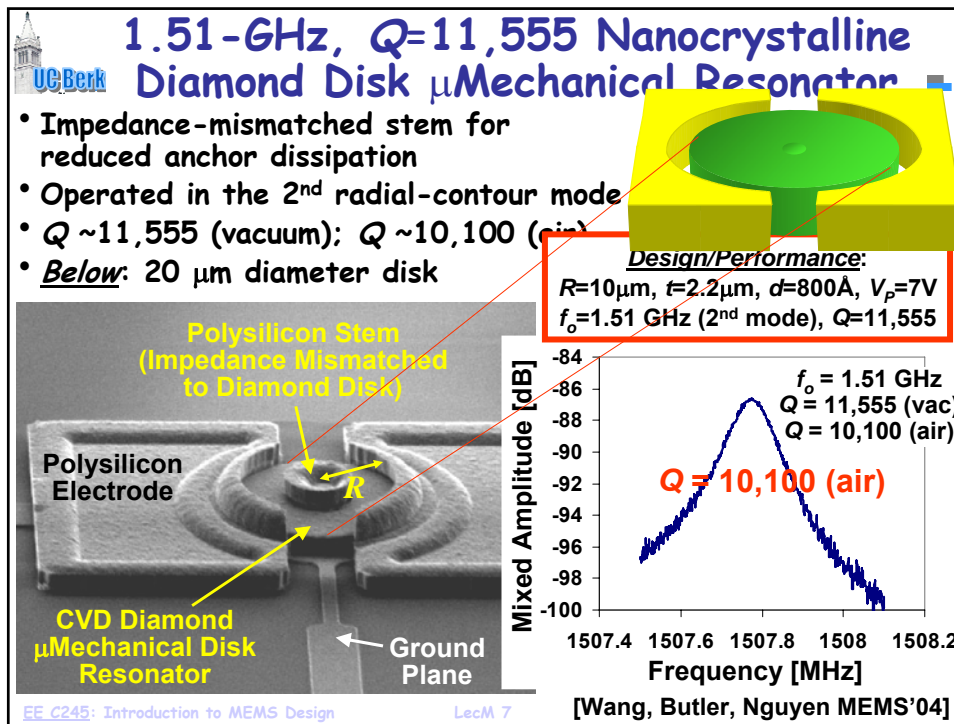 1.51-GHz, Q=11,555 Nanocrystalline
Diamond Disk μMechanical Resonator
UC Berk
• Impedance-mismatched stem for
reduced anchor dissipation
• Operated in the 2nd radial-contour mode
• Q ~11,555 (vacuum); Q ~10,100 (air)
• Below: 20 μm diameter disk
Design/Performance:
R=10μm, t=2.2μm, d=800Å, VP=7V
fo=1.51 GHz (2nd mode), Q=11,555
Polysilicon Stem
(Impedance Mismatched
to Diamond Disk)
Polysilicon
Electrode
R
CVD Diamond
μMechanical Disk
Resonator
Ground
Plane
Mixed Amplitude [dB]
-84
-86
-88
-90
-92
-94
-96
-98
-100
fo = 1.51 GHz
Q = 11,555 (vac)
Q = 10,100 (air)
Q = 10,100 (air)
1507.4 1507.6 1507.8 1508 1508.2
Frequency [MHz]
[Wang, Butler, Nguyen MEMS'04]
EE C245: Introduction to MEMS Design LecM 7